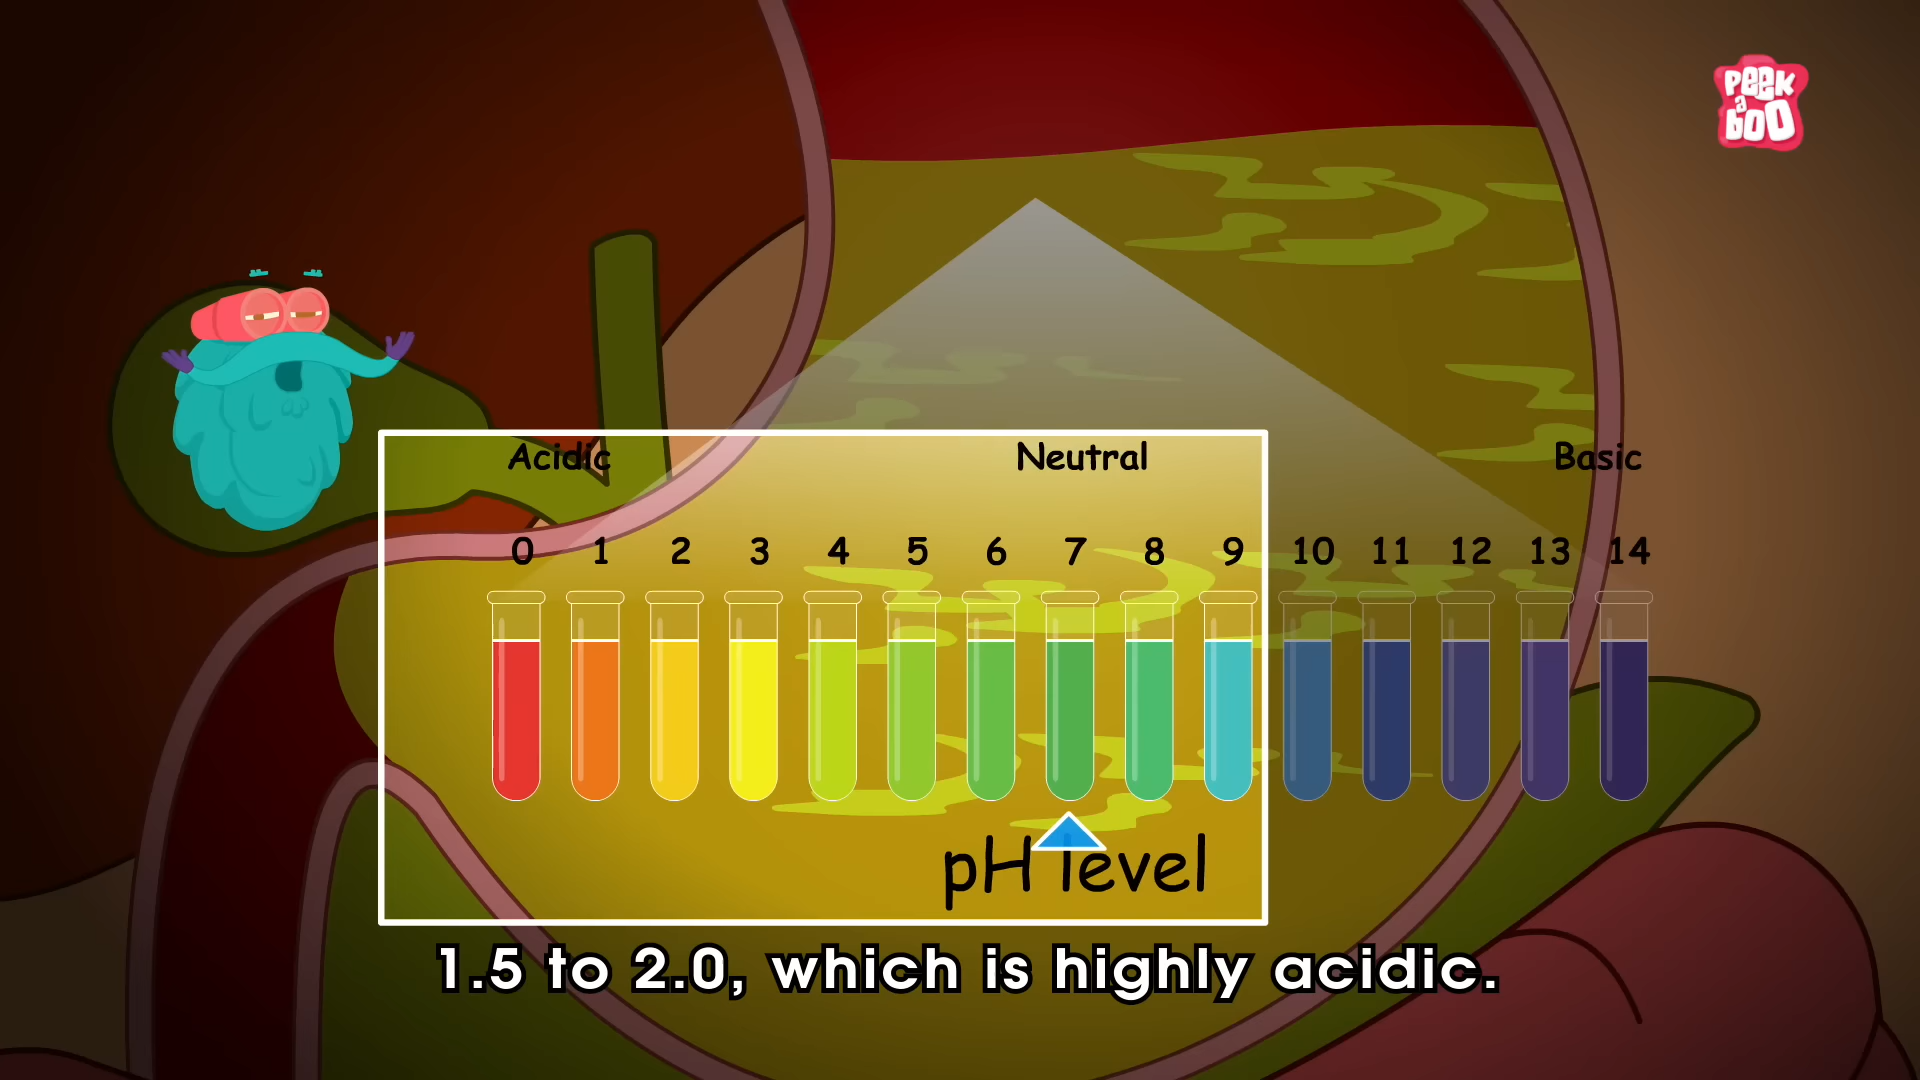 PEEK
a
boo
Acidic Neutral Basic
0 1 2 3 4 5 6 7 8 9 10 11 12 13 14
pH level
1.5 to 2.0, which is highly acidic.